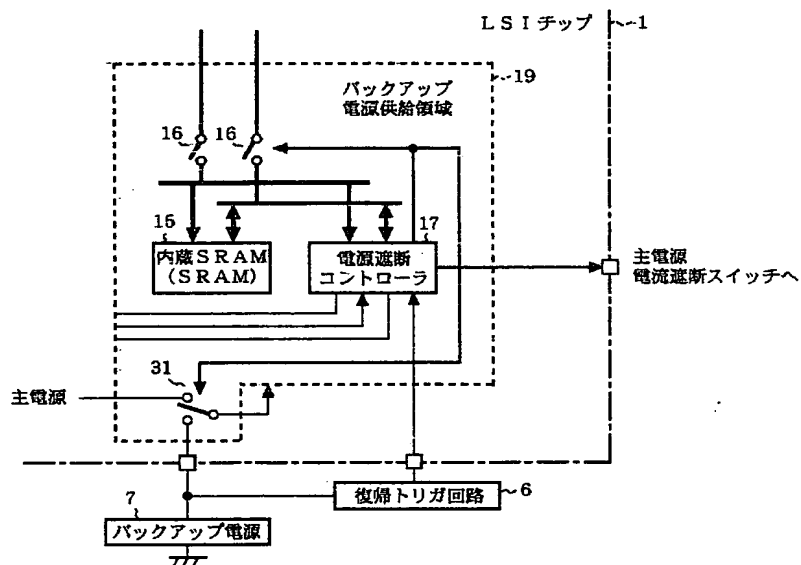 LSIチップ 1
19
バックアップ
電源供給領域
16 16
15
内蔵SRAM
(SRAM)
17
電源遮断
コントローラ
主電源
電流遮断スイッチへ
31
主電源
復帰トリガ回路 6
7
バックアップ電源